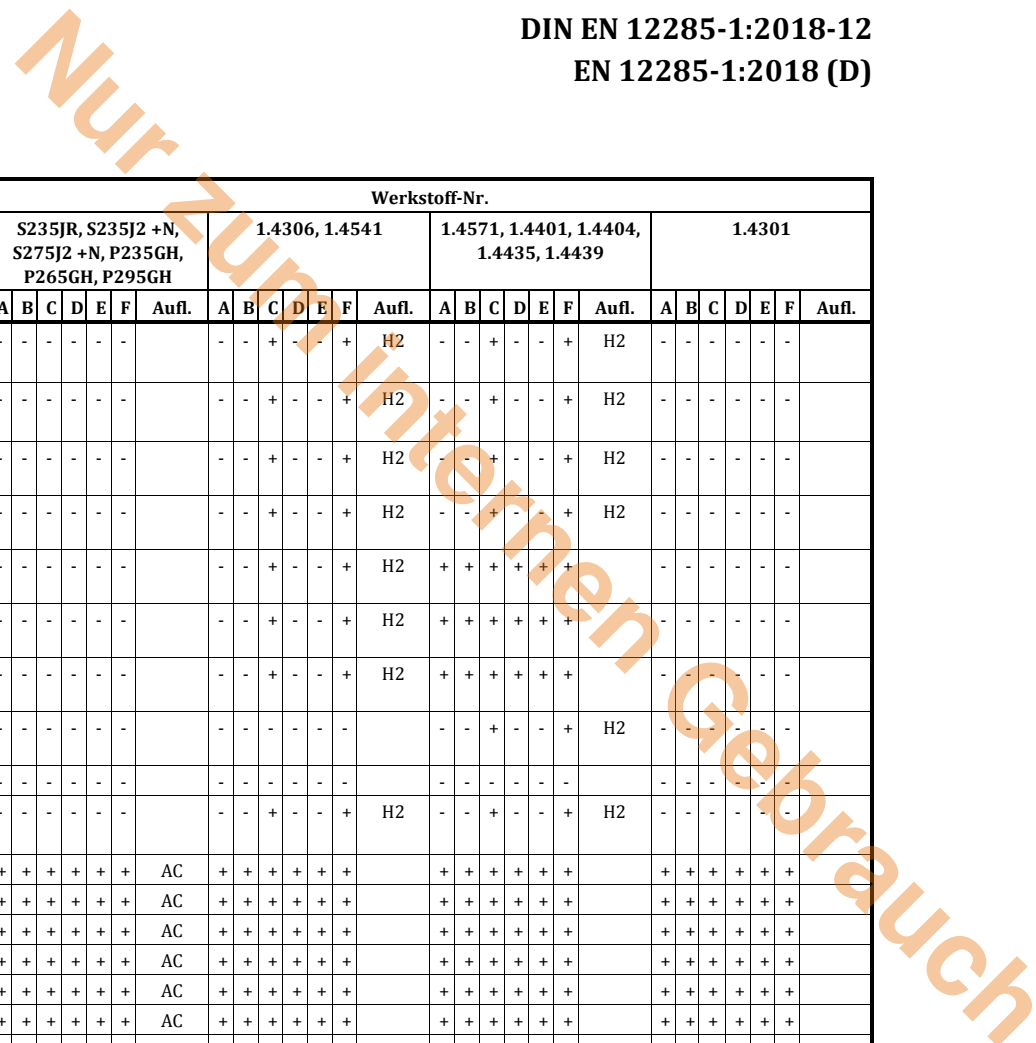 DIN EN 12285-1:2018-12
EN 12285-1:2018 (D)
Nur zum internen Gebrauch
Werkstoff-Nr.
S235JR, S235J2 +N, S275J2 +N, P235GH, P265GH, P295GH 1.4306, 1.4541 1.4571, 1.4401, 1.4404, 1.4435, 1.4439 1.4301
A B C D E F Aufl. A B C D E F Aufl. A B C D E F Aufl. A B C D E F Aufl.
- - - - - - - - + - - + H2 - - + - - + H2 - - - - - -
- - - - - - - - + - - + H2 - - + - - + H2 - - - - - -
- - - - - - - - + - - + H2 - - + - - + H2 - - - - - -
- - - - - - - - + - - + H2 - - + - - + H2 - - - - - -
- - - - - - - - + - - + H2 + + + + + + - - - - - -
- - - - - - - - + - - + H2 + + + + + + - - - - - -
- - - - - - - - + - - + H2 + + + + + + - - - - - -
- - - - - - - - - - - - - - + - - + H2 - - - - - -
- - - - - - - - - - - - - - - - - - - - - - - -
- - - - - - - - + - - + H2 - - + - - + H2 - - - - - -
+ + + + + + AC + + + + + + + + + + + + + + + + + +
+ + + + + + AC + + + + + + + + + + + + + + + + + +
+ + + + + + AC + + + + + + + + + + + + + + + + + +
+ + + + + + AC + + + + + + + + + + + + + + + + + +
+ + + + + + AC + + + + + + + + + + + + + + + + + +
+ + + + + + AC + + + + + + + + + + + + + + + + + +